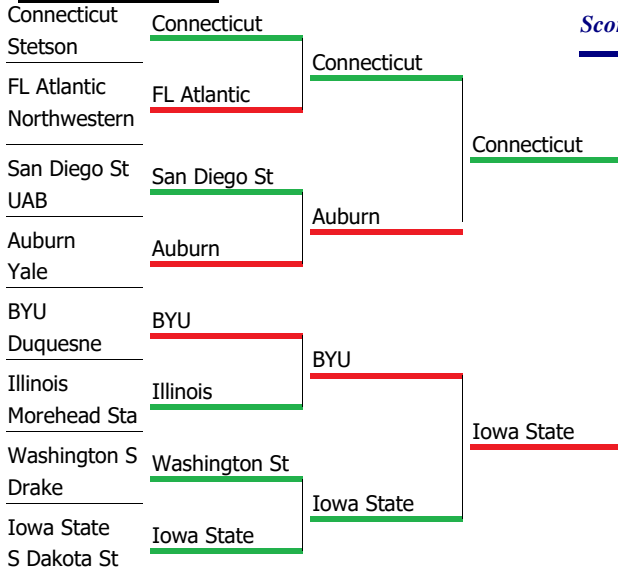 Connecticut
Stetson
FL Atlantic
Northwestern
San Diego St
UAB
Auburn
Yale
BYU
Duquesne
Illinois
Morehead Sta
Washington S
Drake
Iowa State
S Dakota St
Connecticut
FL Atlantic
San Diego St
Auburn
BYU
Illinois
Washington St
Iowa State
Connecticut
Auburn
BYU
Iowa State
Connecticut
Iowa State